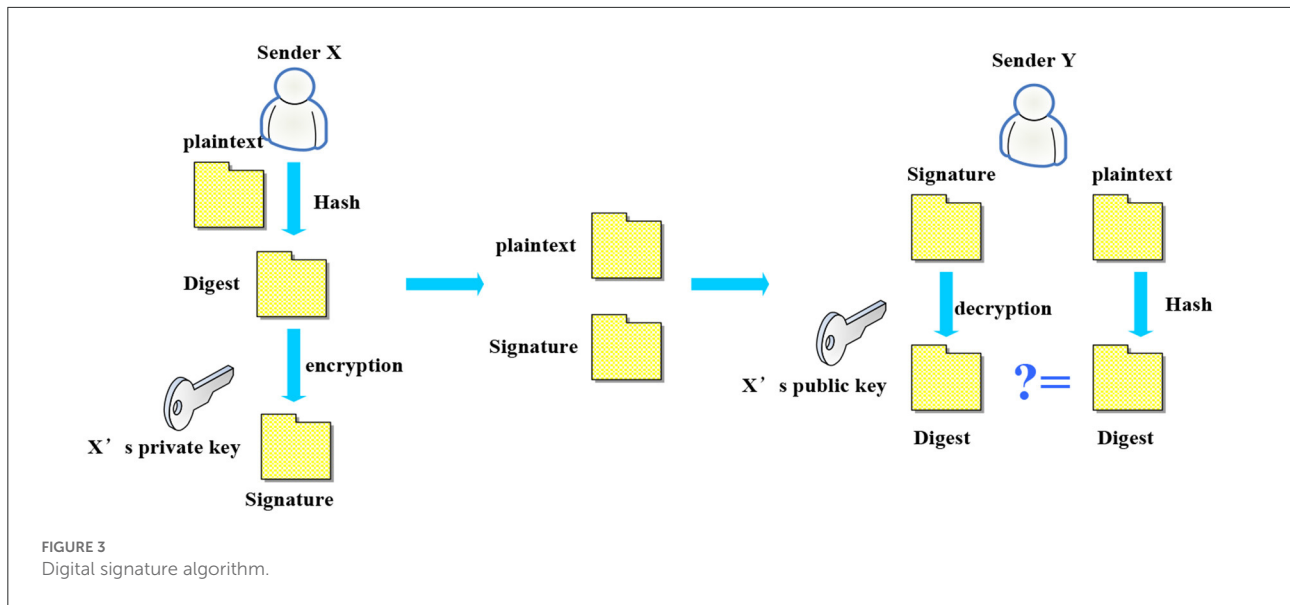 Sender X
plaintext
Hash
Digest
encryption
X’ s private key
Signature
plaintext
Signature
Sender Y
Signature
plaintext
decryption
Hash
X’ s public key
?=
Digest
Digest
FIGURE 3
Digital signature algorithm.